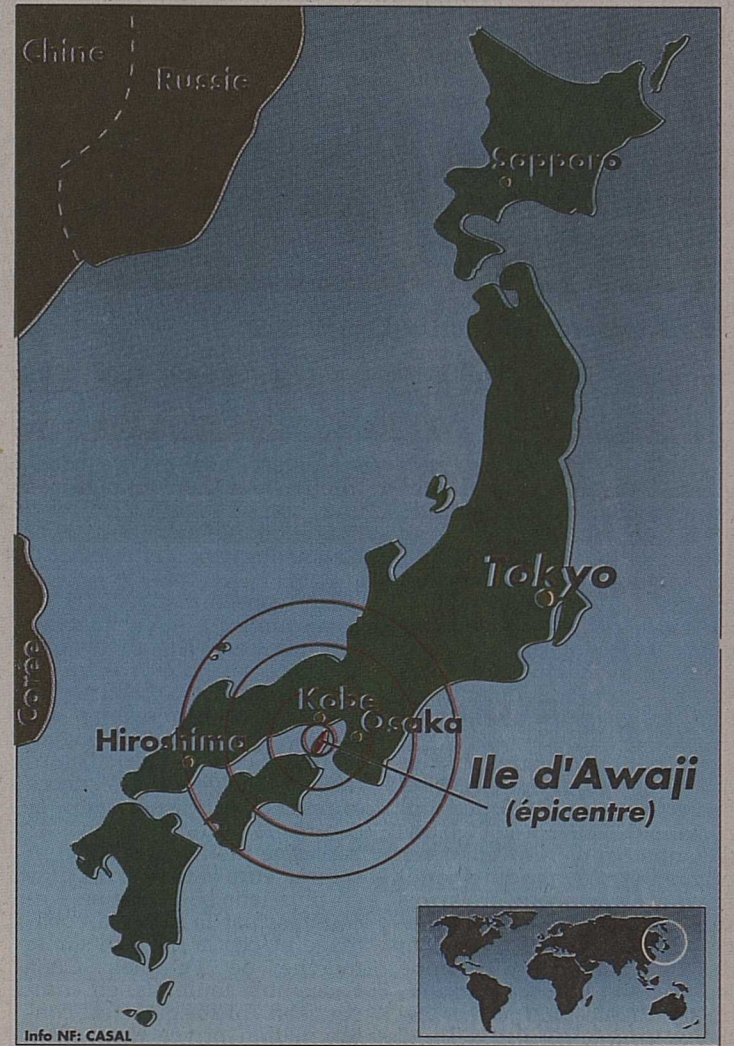 Chine
Russie
Sapporo
Tokyo
Corée
Kobe
Osaka
Hiroshima
Ile d'Awaji
(épicentre)
Info NF: CASAL